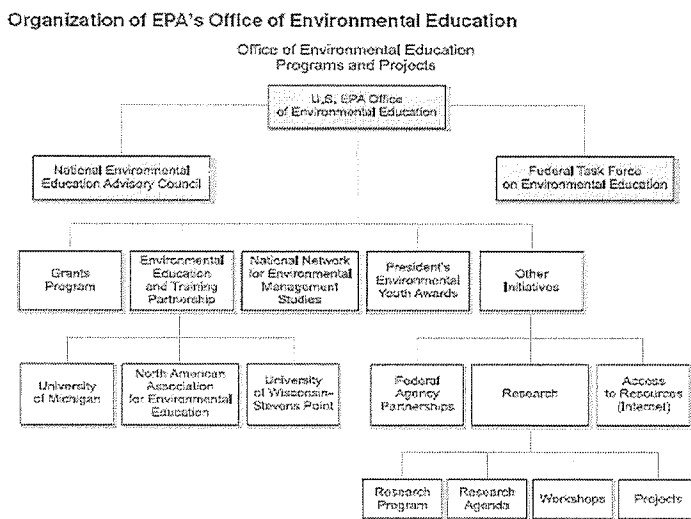 Organization of EPA's Office of Environmental Education
Office of Environmental Education
Programs and Projects
U.S. EPA Office
of Environmental Education
National Environmental
Education Advisory Council
Federal Task Force
on Environmental Education
Grants
Program
Environmental
Education
and Training
Partnership
National Network
for Environmental
Management
Studies
President's
Environmental
Youth Awards
Other
Initiatives
University
of Michigan
North American
Association
for Environmental
Education
University
of Wisconsin-
Stevens Point
Federal
Agency
Partnerships
Research
Access
to Resources
(Internet)
Research
Program
Research
Agenda
Workshops
Projects